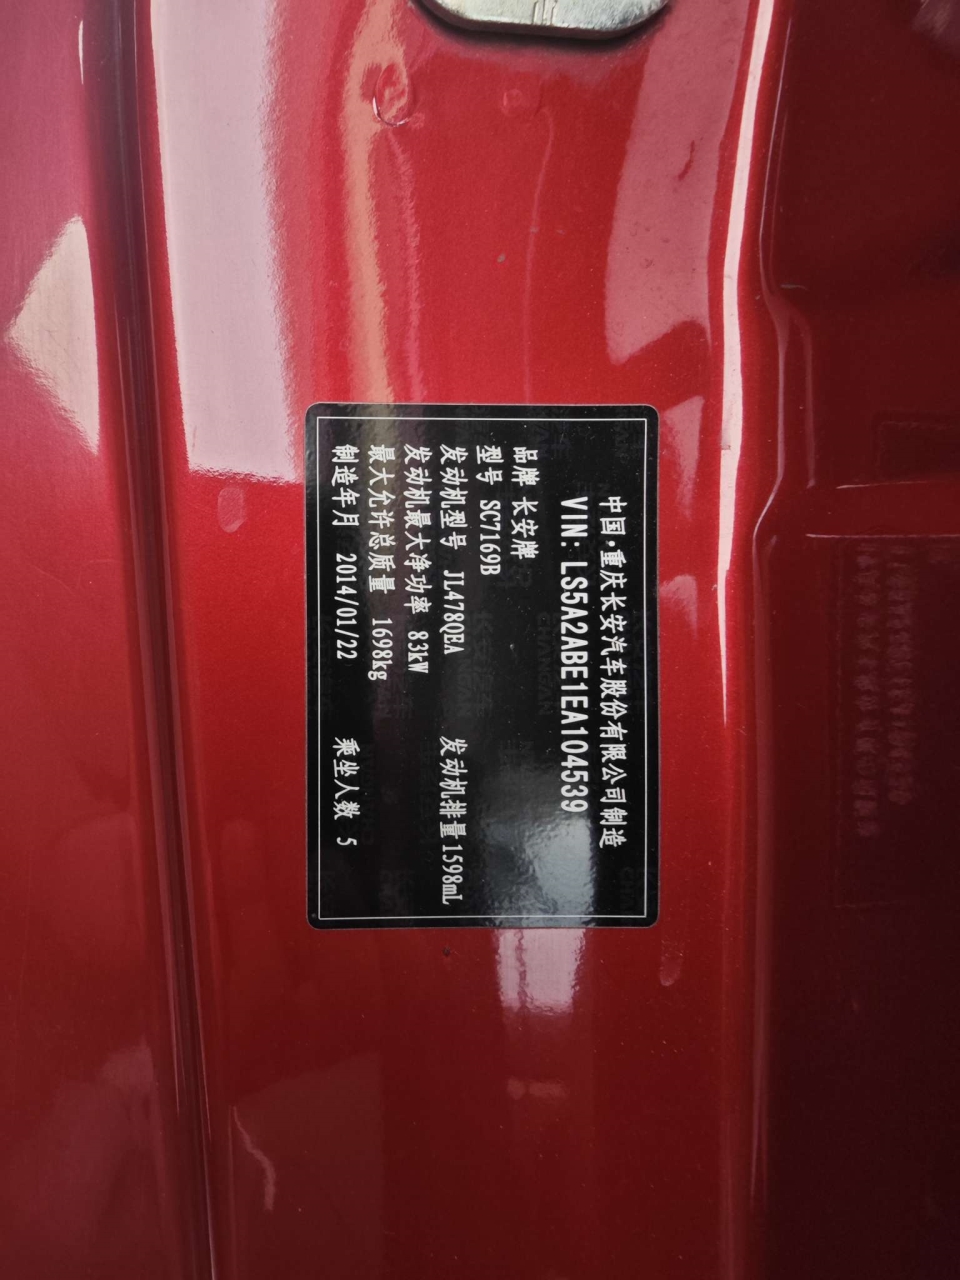 中国·重庆长安汽车股份有限公司制造
VIN: LS5A2ABE1EA104539
品牌 长安牌
型号 SC7169B
发动机型号 JL478QEA 发动机排量 1598mL
发动机最大净功率 83kW
最大允许总质量 1698kg
制造年月 2014/01/22 乘坐人数 5